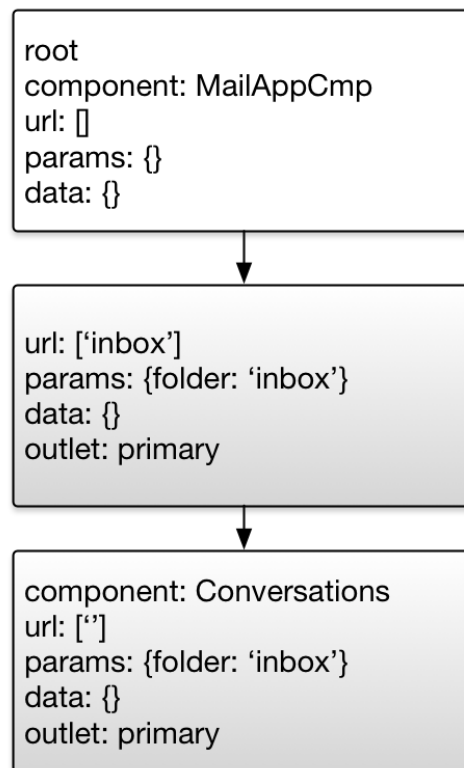 root
component: MailAppCmp
url: []
params: {}
data: {}
url: [‘inbox’]
params: {folder: ‘inbox’}
data: {}
outlet: primary
component: Conversations
url: [‘’]
params: {folder: ‘inbox’}
data: {}
outlet: primary